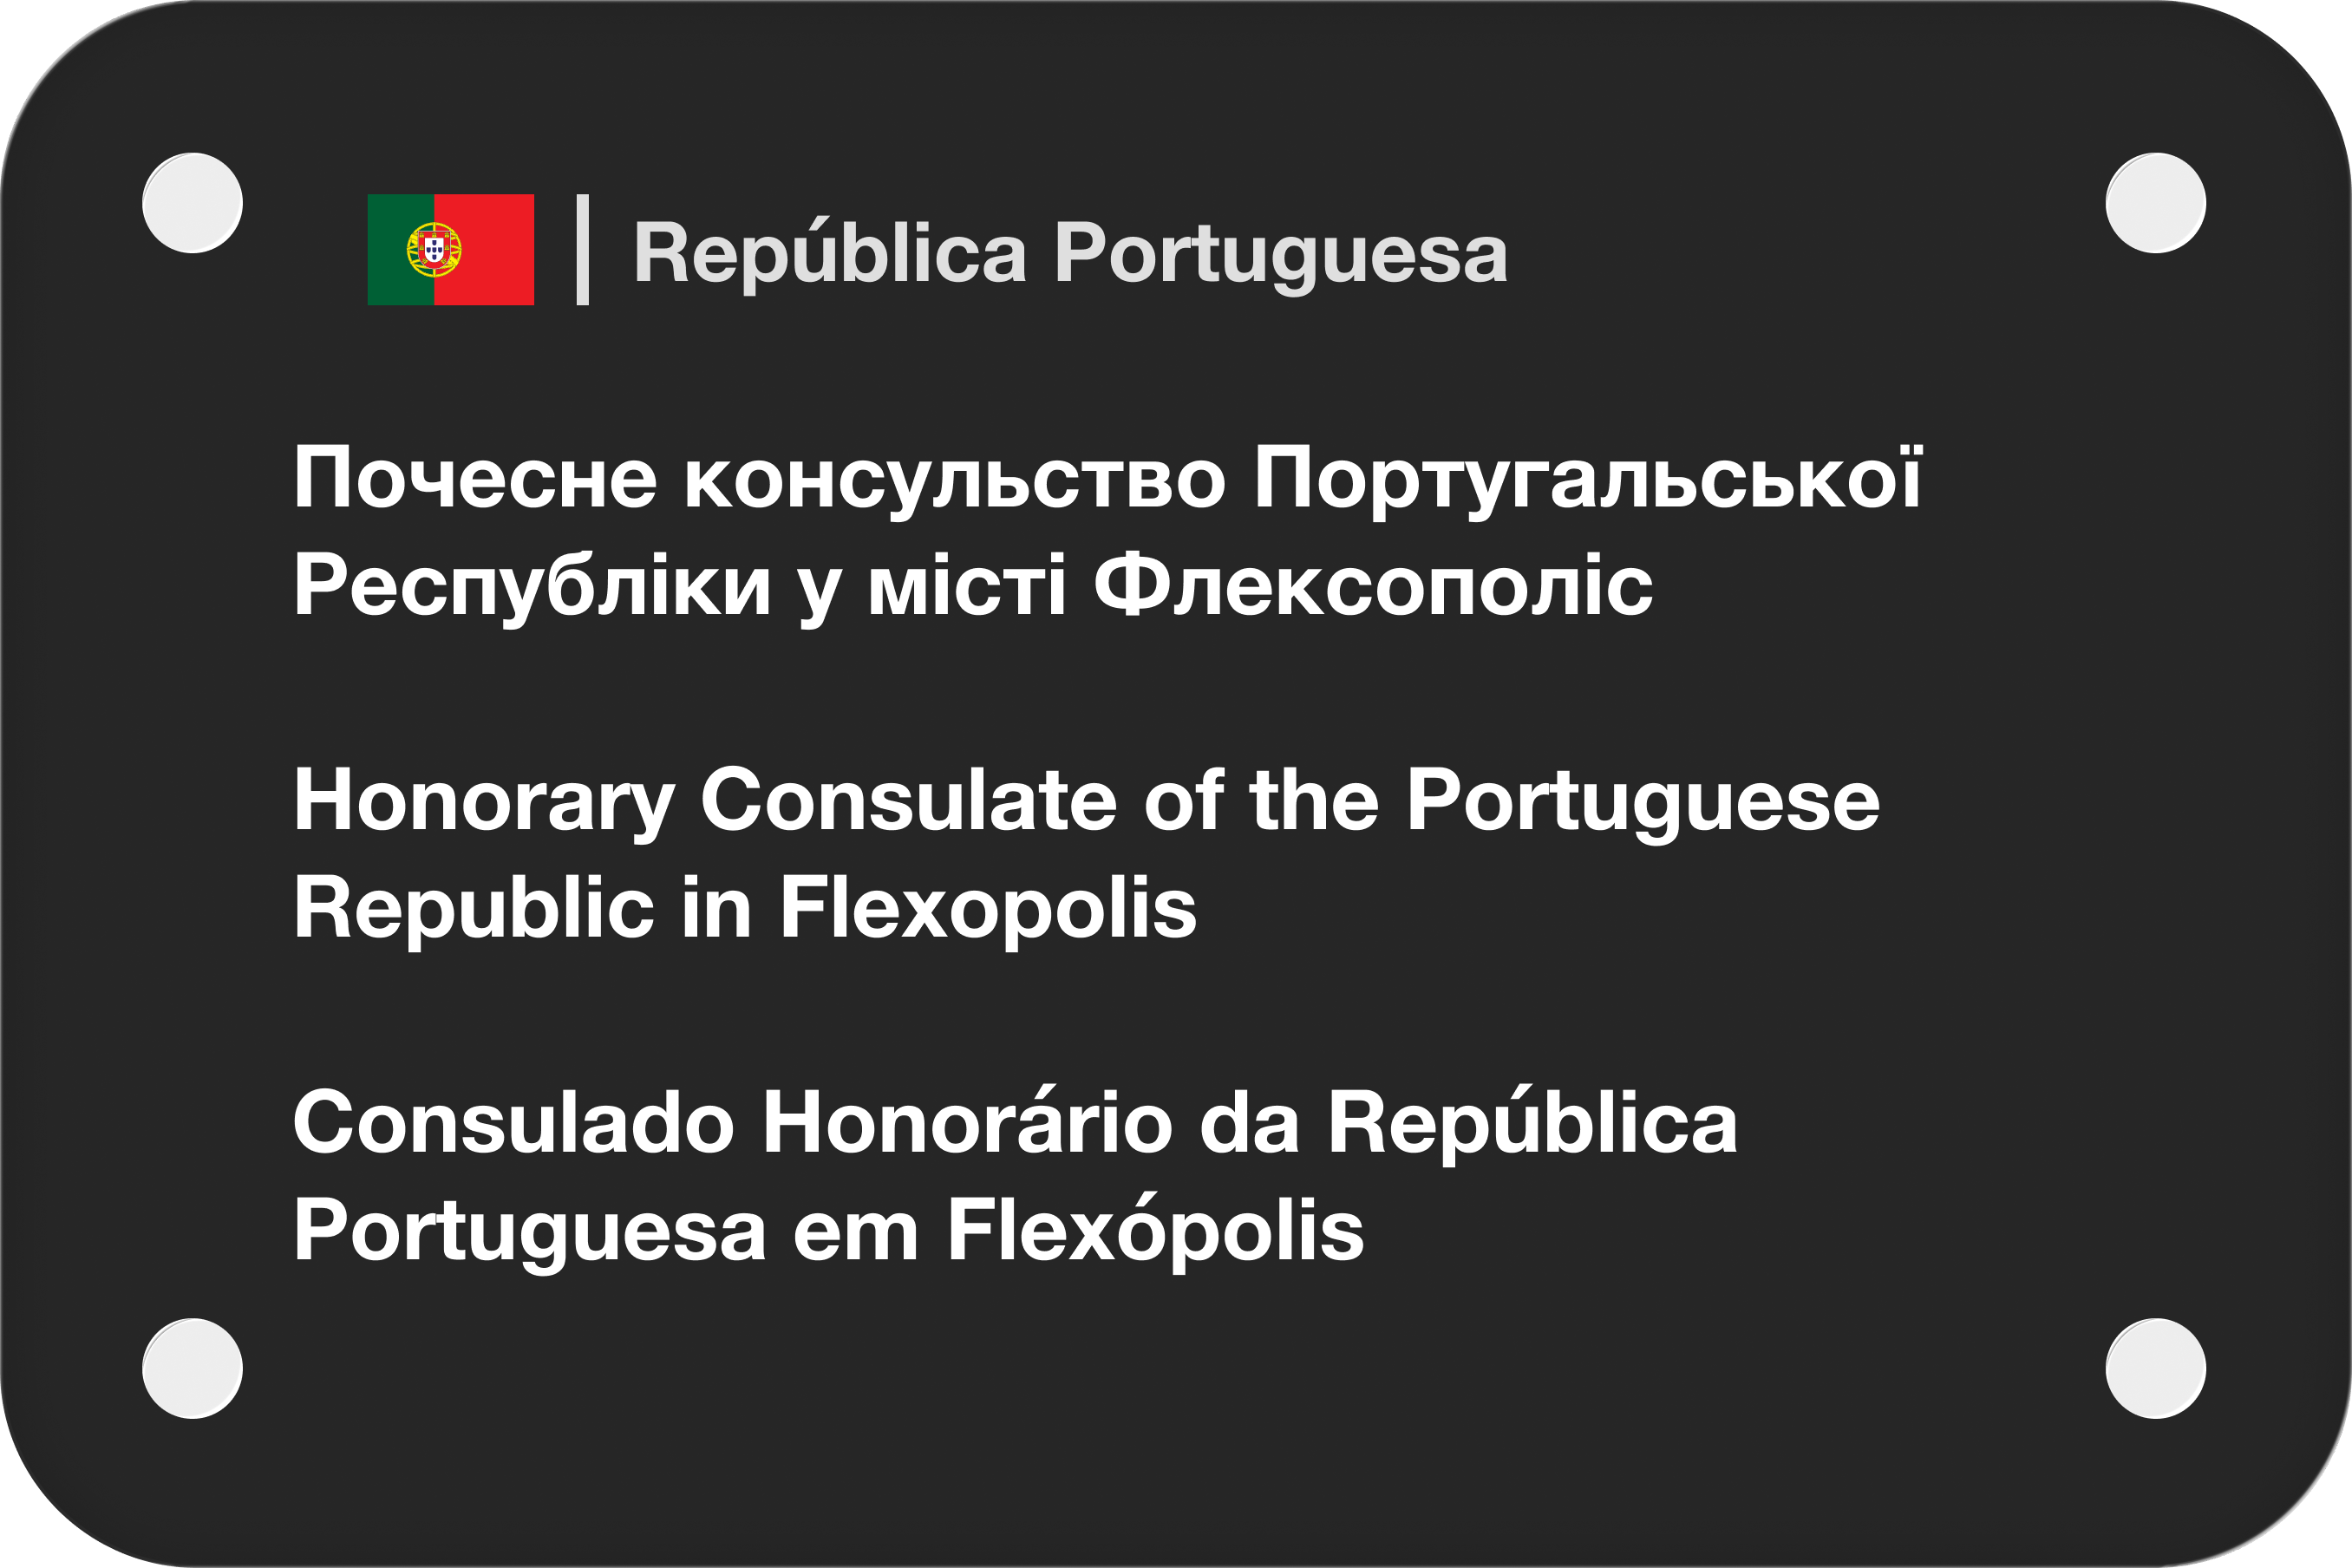 República Portuguesa
Почесне консульство Португальської
Республіки у місті Флексополіс
Honorary Consulate of the Portuguese
Republic in Flexopolis
Consulado Honorário da República
Portuguesa em Flexópolis